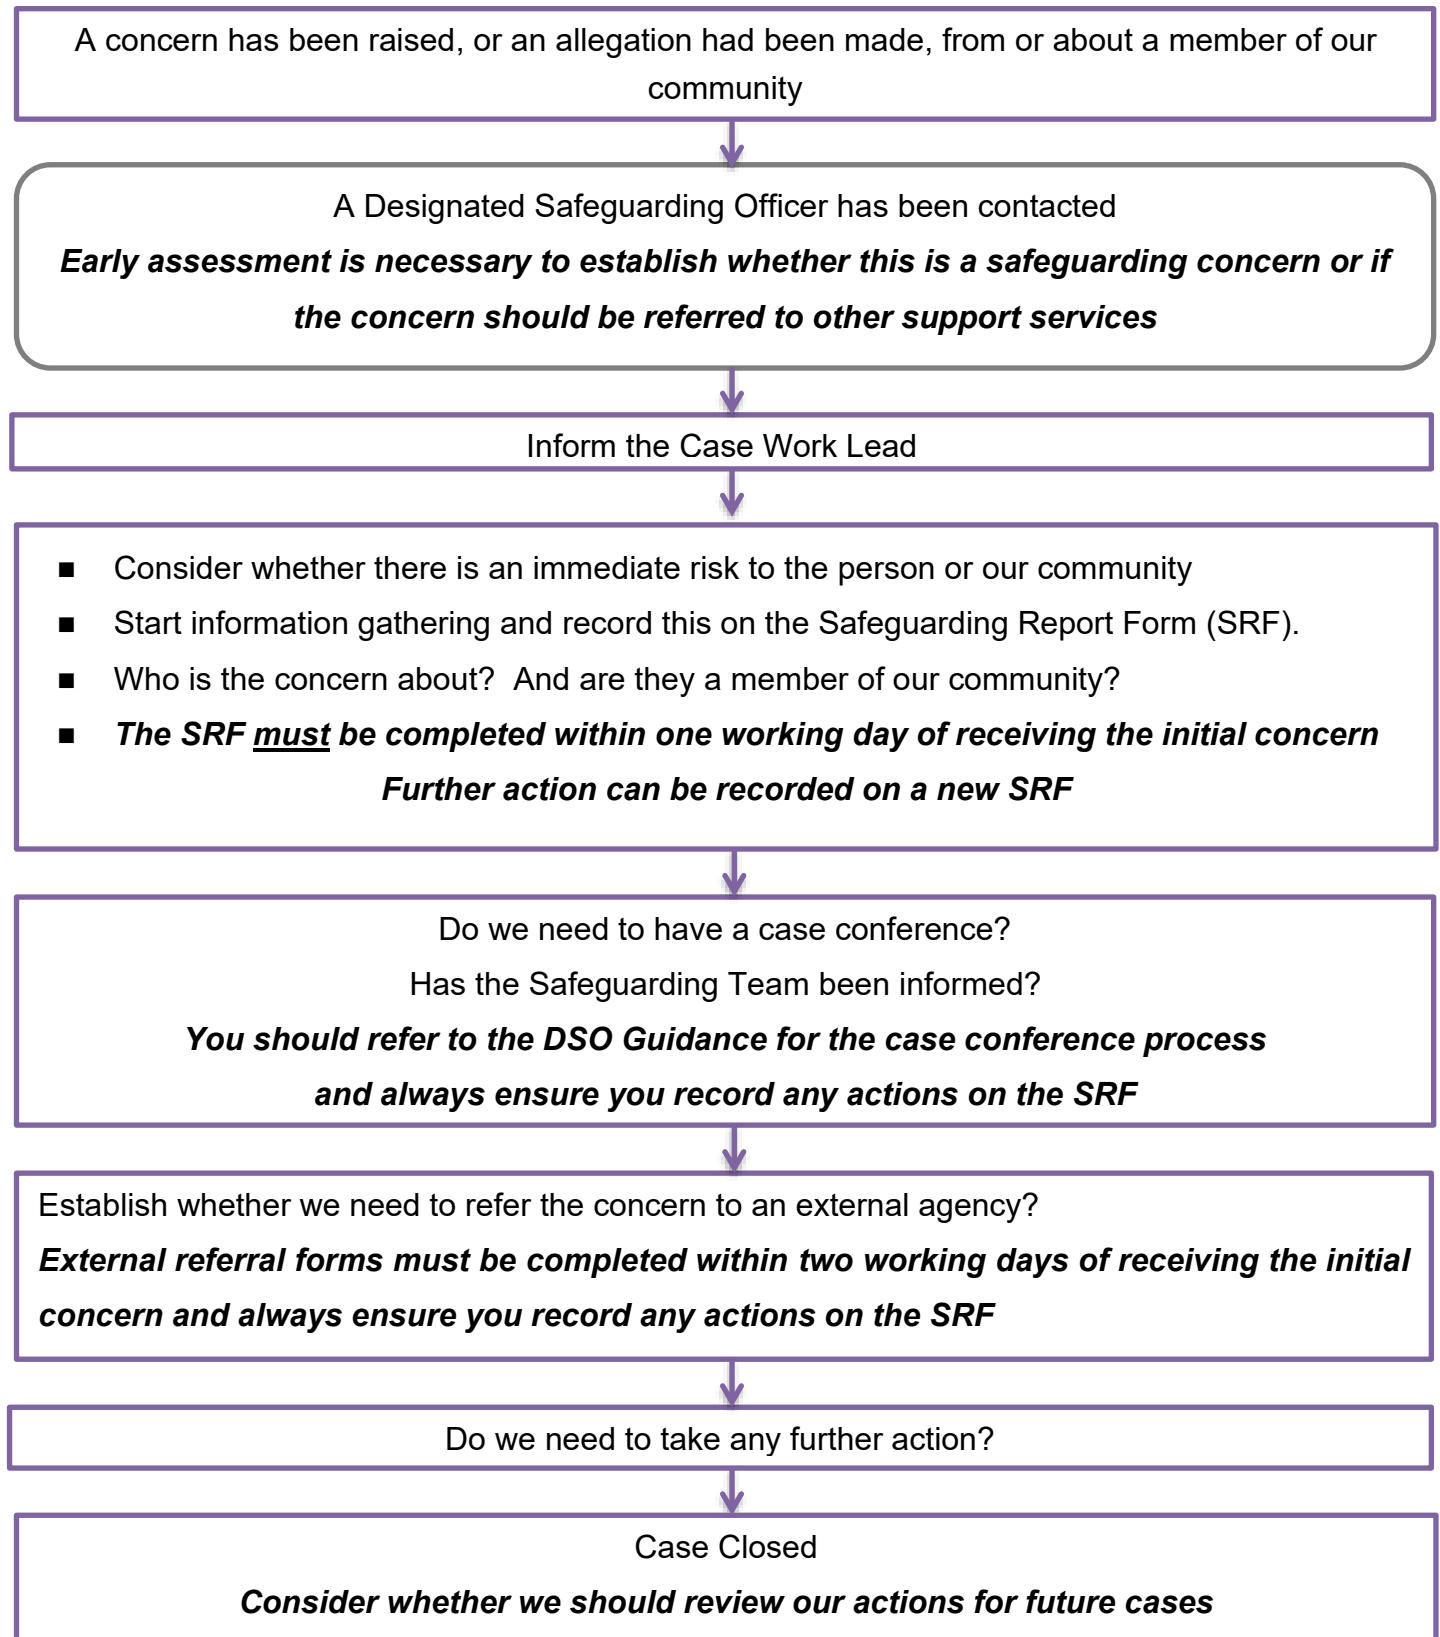 A concern has been raised, or an allegation had been made, from or about a member of our
community
A Designated Safeguarding Officer has been contacted
Early assessment is necessary to establish whether this is a safeguarding concern or if
the concern should be referred to other support services
Inform the Case Work Lead
■ Consider whether there is an immediate risk to the person or our community
■ Start information gathering and record this on the Safeguarding Report Form (SRF).
■ Who is the concern about?  And are they a member of our community?
■ The SRF must be completed within one working day of receiving the initial concern
Further action can be recorded on a new SRF
Do we need to have a case conference?
Has the Safeguarding Team been informed?
You should refer to the DSO Guidance for the case conference process
and always ensure you record any actions on the SRF
Establish whether we need to refer the concern to an external agency?
External referral forms must be completed within two working days of receiving the initial
concern and always ensure you record any actions on the SRF
Do we need to take any further action?
Case Closed
Consider whether we should review our actions for future cases